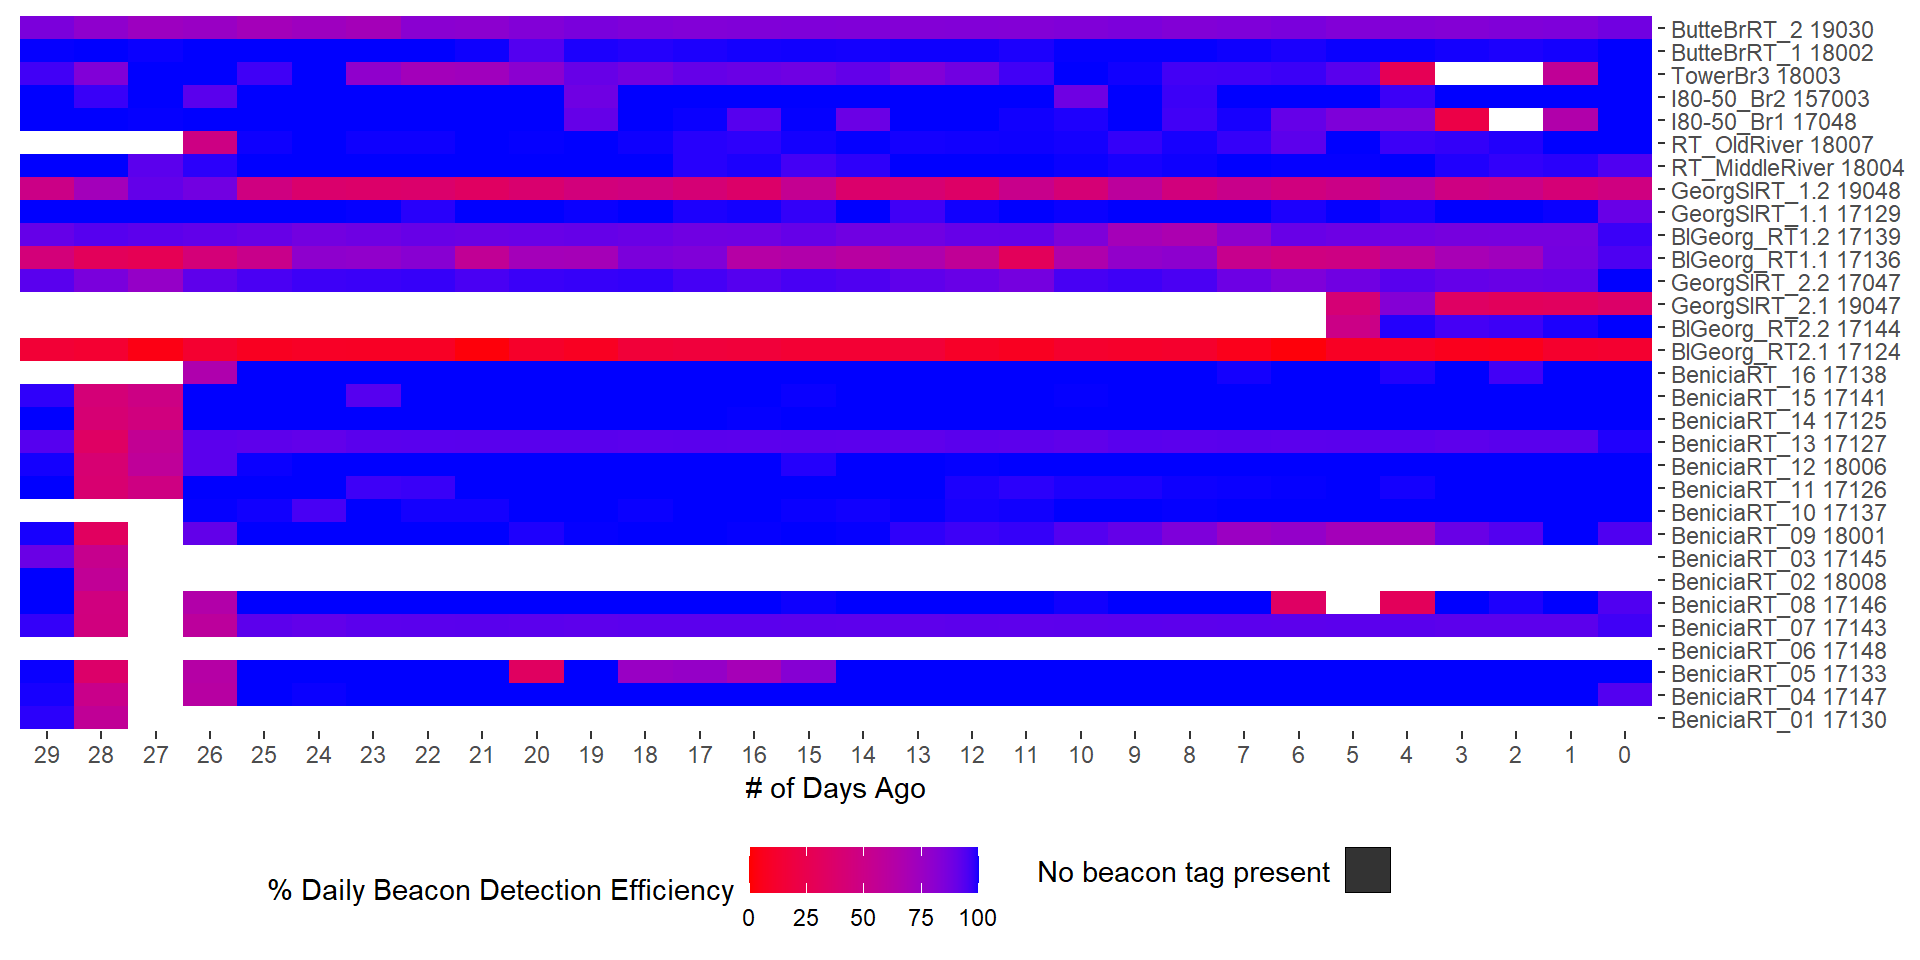 ButteBrRT_2 19030
ButteBrRT_1 18002
TowerBr3 18003
I80-50_Br2 157003
I80-50_Br1 17048
RT_OldRiver 18007
RT_MiddleRiver 18004
GeorgSlRT_1.2 19048
GeorgSlRT_1.1 17129
BlGeorg_RT1.2 17139
BlGeorg_RT1.1 17136
GeorgSlRT_2.2 17047
GeorgSlRT_2.1 19047
BlGeorg_RT2.2 17144
BlGeorg_RT2.1 17124
BeniciaRT_16 17138
BeniciaRT_15 17141
BeniciaRT_14 17125
BeniciaRT_13 17127
BeniciaRT_12 18006
BeniciaRT_11 17126
BeniciaRT_10 17137
BeniciaRT_09 18001
BeniciaRT_03 17145
BeniciaRT_02 18008
BeniciaRT_08 17146
BeniciaRT_07 17143
BeniciaRT_06 17148
BeniciaRT_05 17133
BeniciaRT_04 17147
BeniciaRT_01 17130
29 28 27 26 25 24 23 22 21 20 19 18 17 16 15 14 13 12 11 10 9 8 7 6 5 4 3 2 1 0
# of Days Ago
% Daily Beacon Detection Efficiency
0 25 50 75 100
No beacon tag present